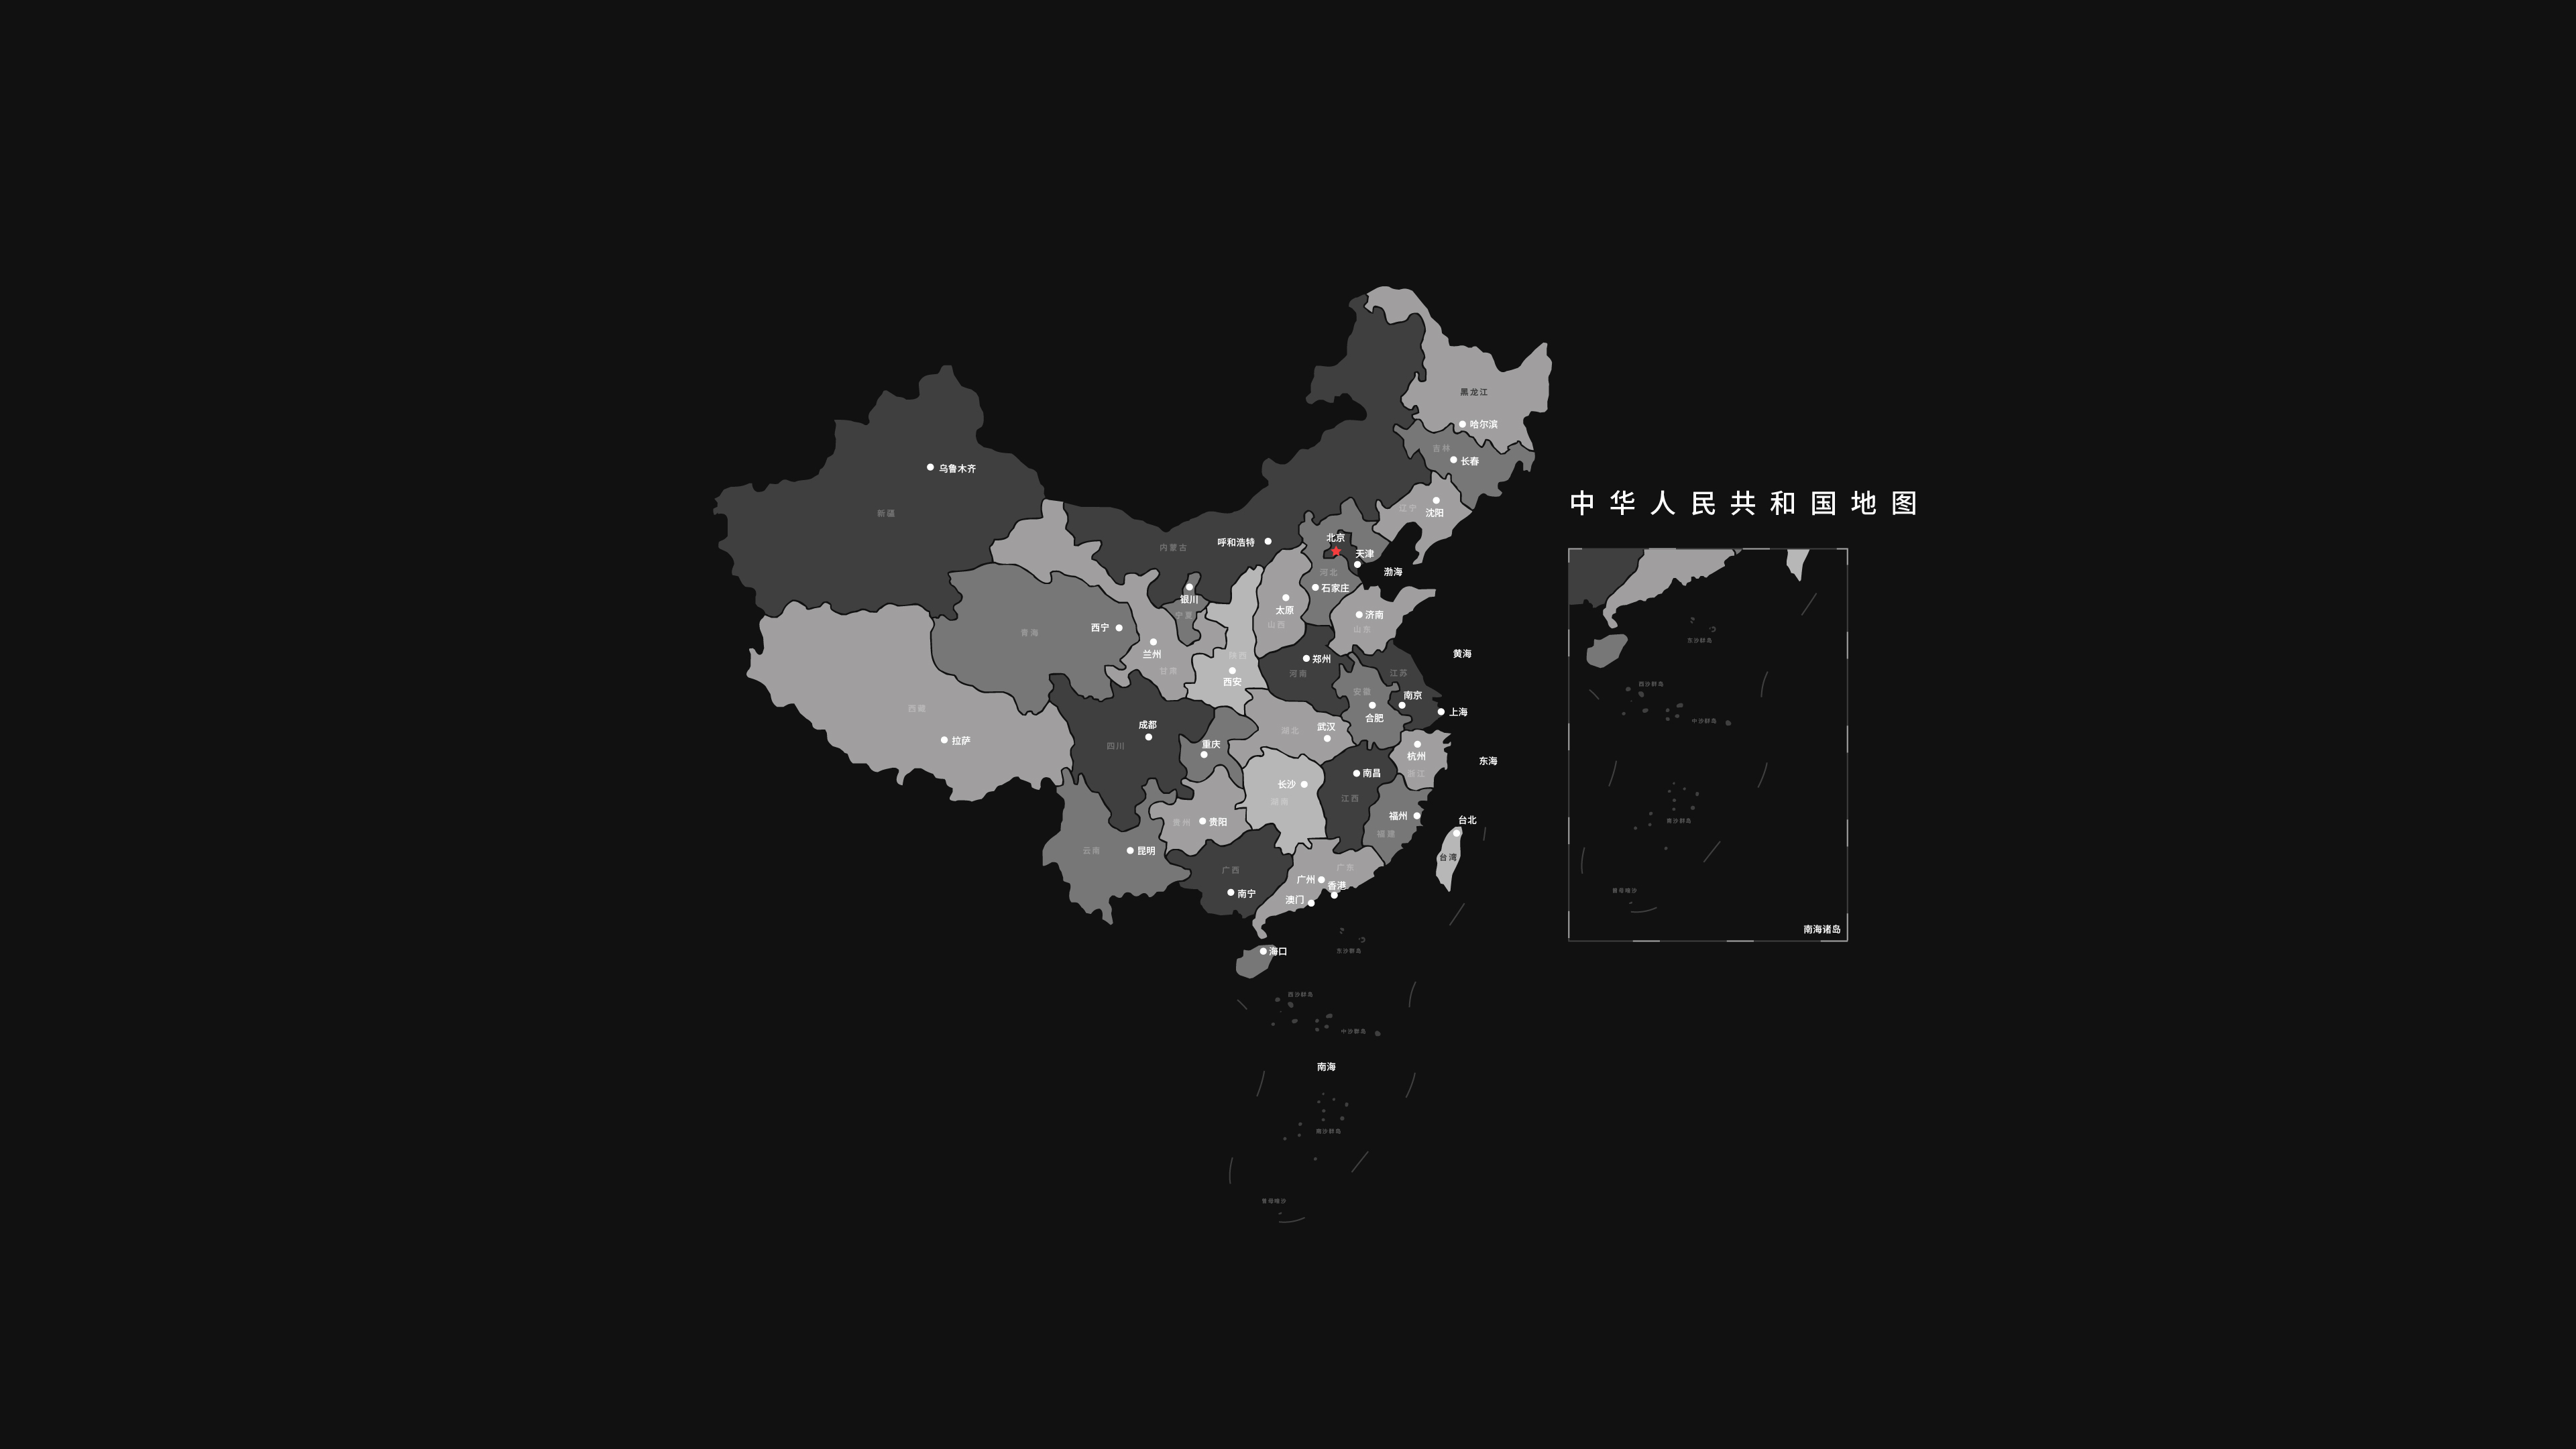 黑龙江
哈尔滨
吉林
长春
乌鲁木齐
中华人民共和国地图
辽宁
沈阳
新疆
北京
呼和浩特
内蒙古
天津
渤海
河北
石家庄
银川
太原
宁夏
济南
山西
山东
西宁
青海
兰州
陕西
郑州
黄海
甘肃
河南
江苏
西安
安徽
南京
西藏
上海
合肥
成都
武汉
湖北
拉萨
四川
重庆
杭州
东海
浙江
南昌
长沙
江西
湖南
福州
台北
贵州
贵阳
福建
云南
昆明
台湾
广西
广东
广州
香港
南宁
澳门
海口
东沙群岛
西沙群岛
中沙群岛
南海
南沙群岛
曾母暗沙
东沙群岛
西沙群岛
中沙群岛
南沙群岛
曾母暗沙
南海诸岛